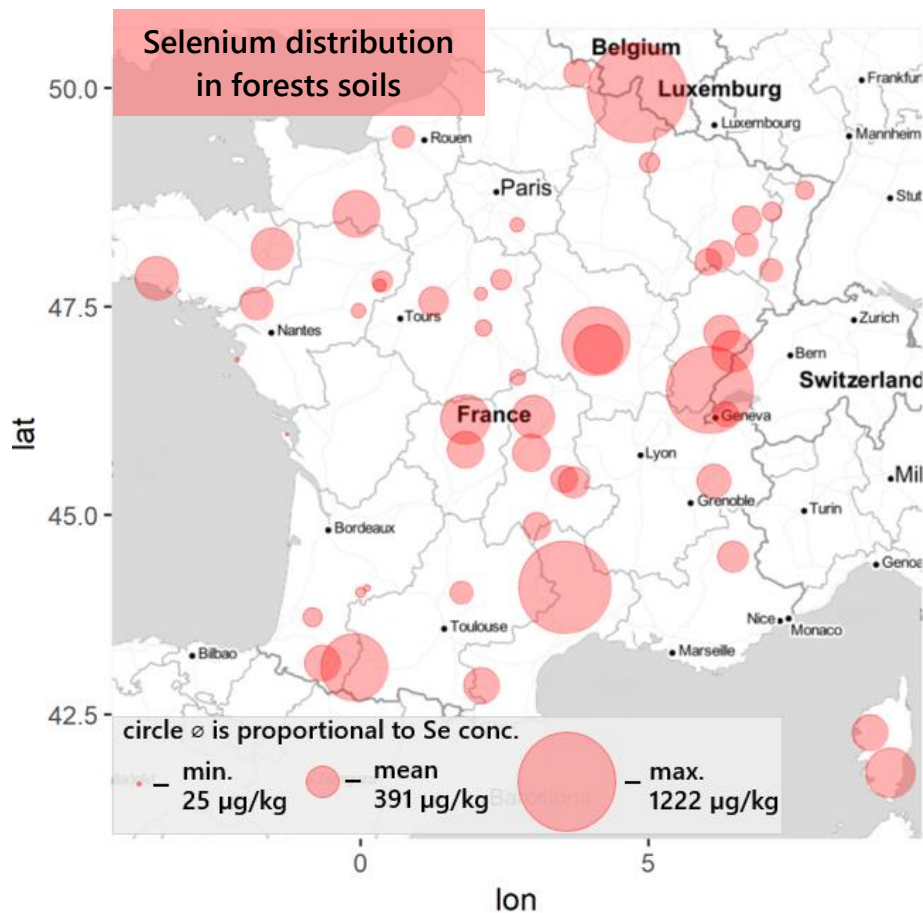 Selenium distribution
in forests soils
Belgium
Luxemburg
Frankfur
Luxembourg
Mannheim
Rouen
Paris
Stut
Tours
Nantes
Zurich
Bern
Switzerland
France
Geneva
Lyon
Mil
Grenoble
Turin
Bordeaux
Genoa
Toulouse
Nice
Monaco
Marseille
Bilbao
50.0
47.5
45.0
42.5
lat
circle ⌀ is proportional to Se conc.
– min.
25 µg/kg
– mean
391 µg/kg
– max.
1222 µg/kg
Barcelona
0
5
lon